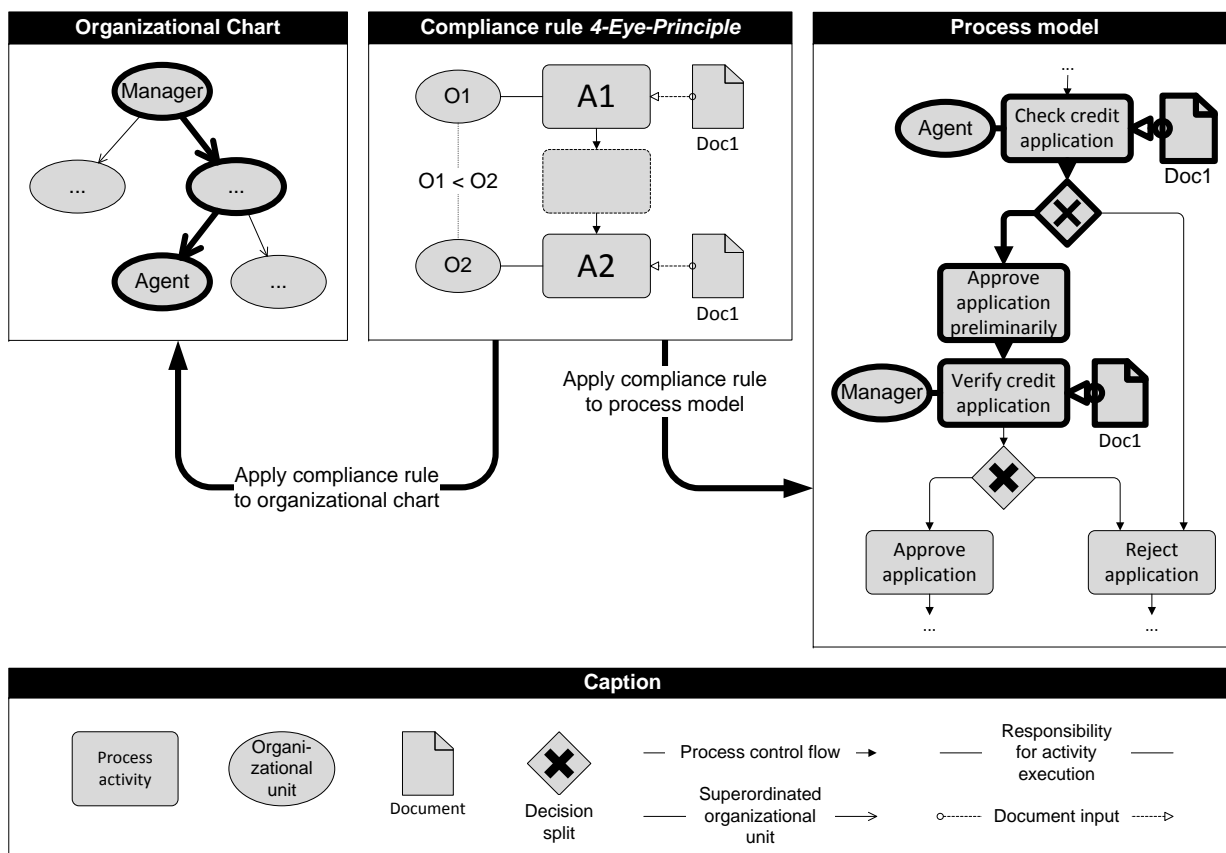 Organizational Chart
Manager
...
...
Agent
...
Compliance rule 4-Eye-Principle
O1
A1
Doc1
O1 < O2
O2
A2
Doc1
Process model
...
Agent
Check credit
application
Doc1
Approve
application
preliminarily
Manager
Verify credit
application
Doc1
Approve
application
Reject
application
...
...
Apply compliance rule
to process model
Apply compliance rule
to organizational chart
Caption
Process
activity
Organi-
zational
unit
Document
Decision
split
Process control flow
Superordinated
organizational
unit
Responsibility
for activity
execution
Document input